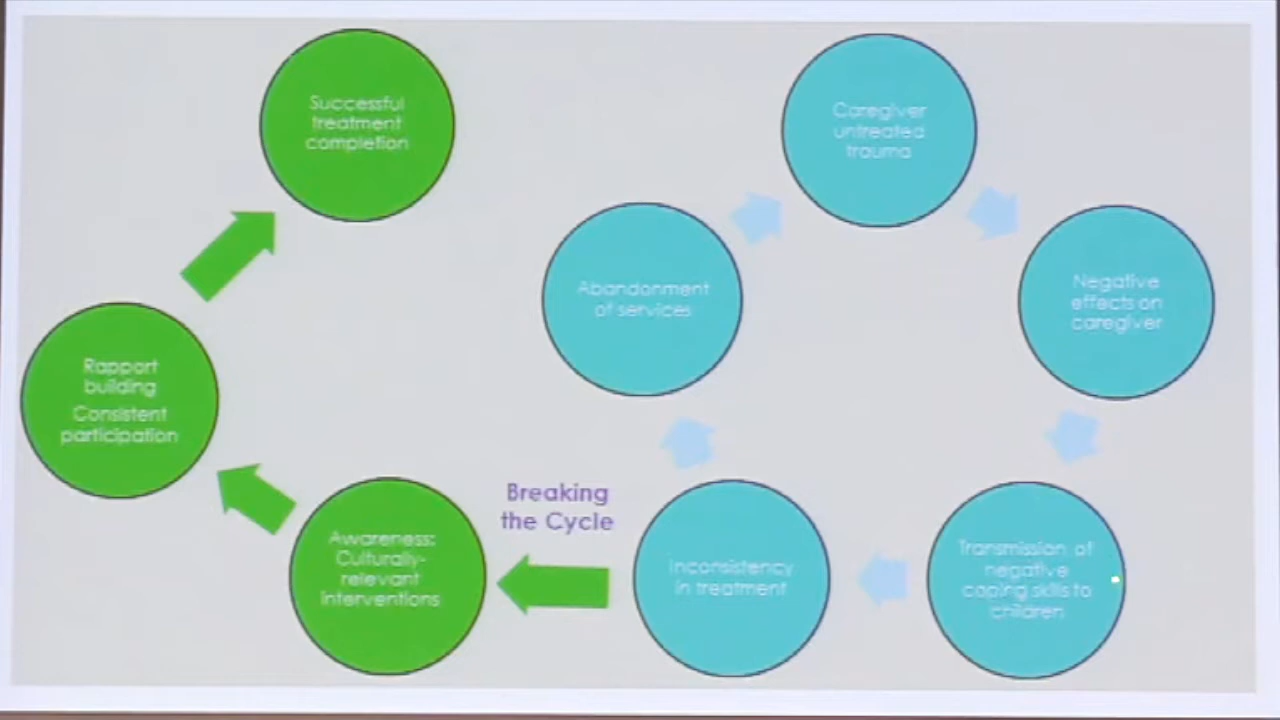 Successful
treatment
completion
Caregiver
untreated
trauma
Abandonment
of services
Negative
effects on
caregiver
Rapport
building
Consistent
participation
Breaking
the Cycle
Awareness:
Culturally-
relevant
Interventions
Inconsistency
in treatment
Transmission of
negative
coping skills to
children